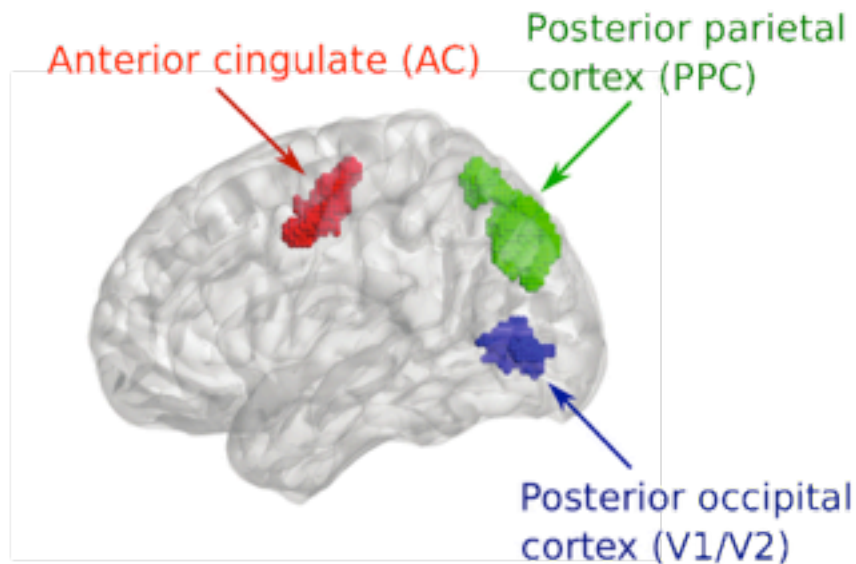 Anterior cingulate (AC)
Posterior parietal
cortex (PPC)
Posterior occipital
cortex (V1/V2)